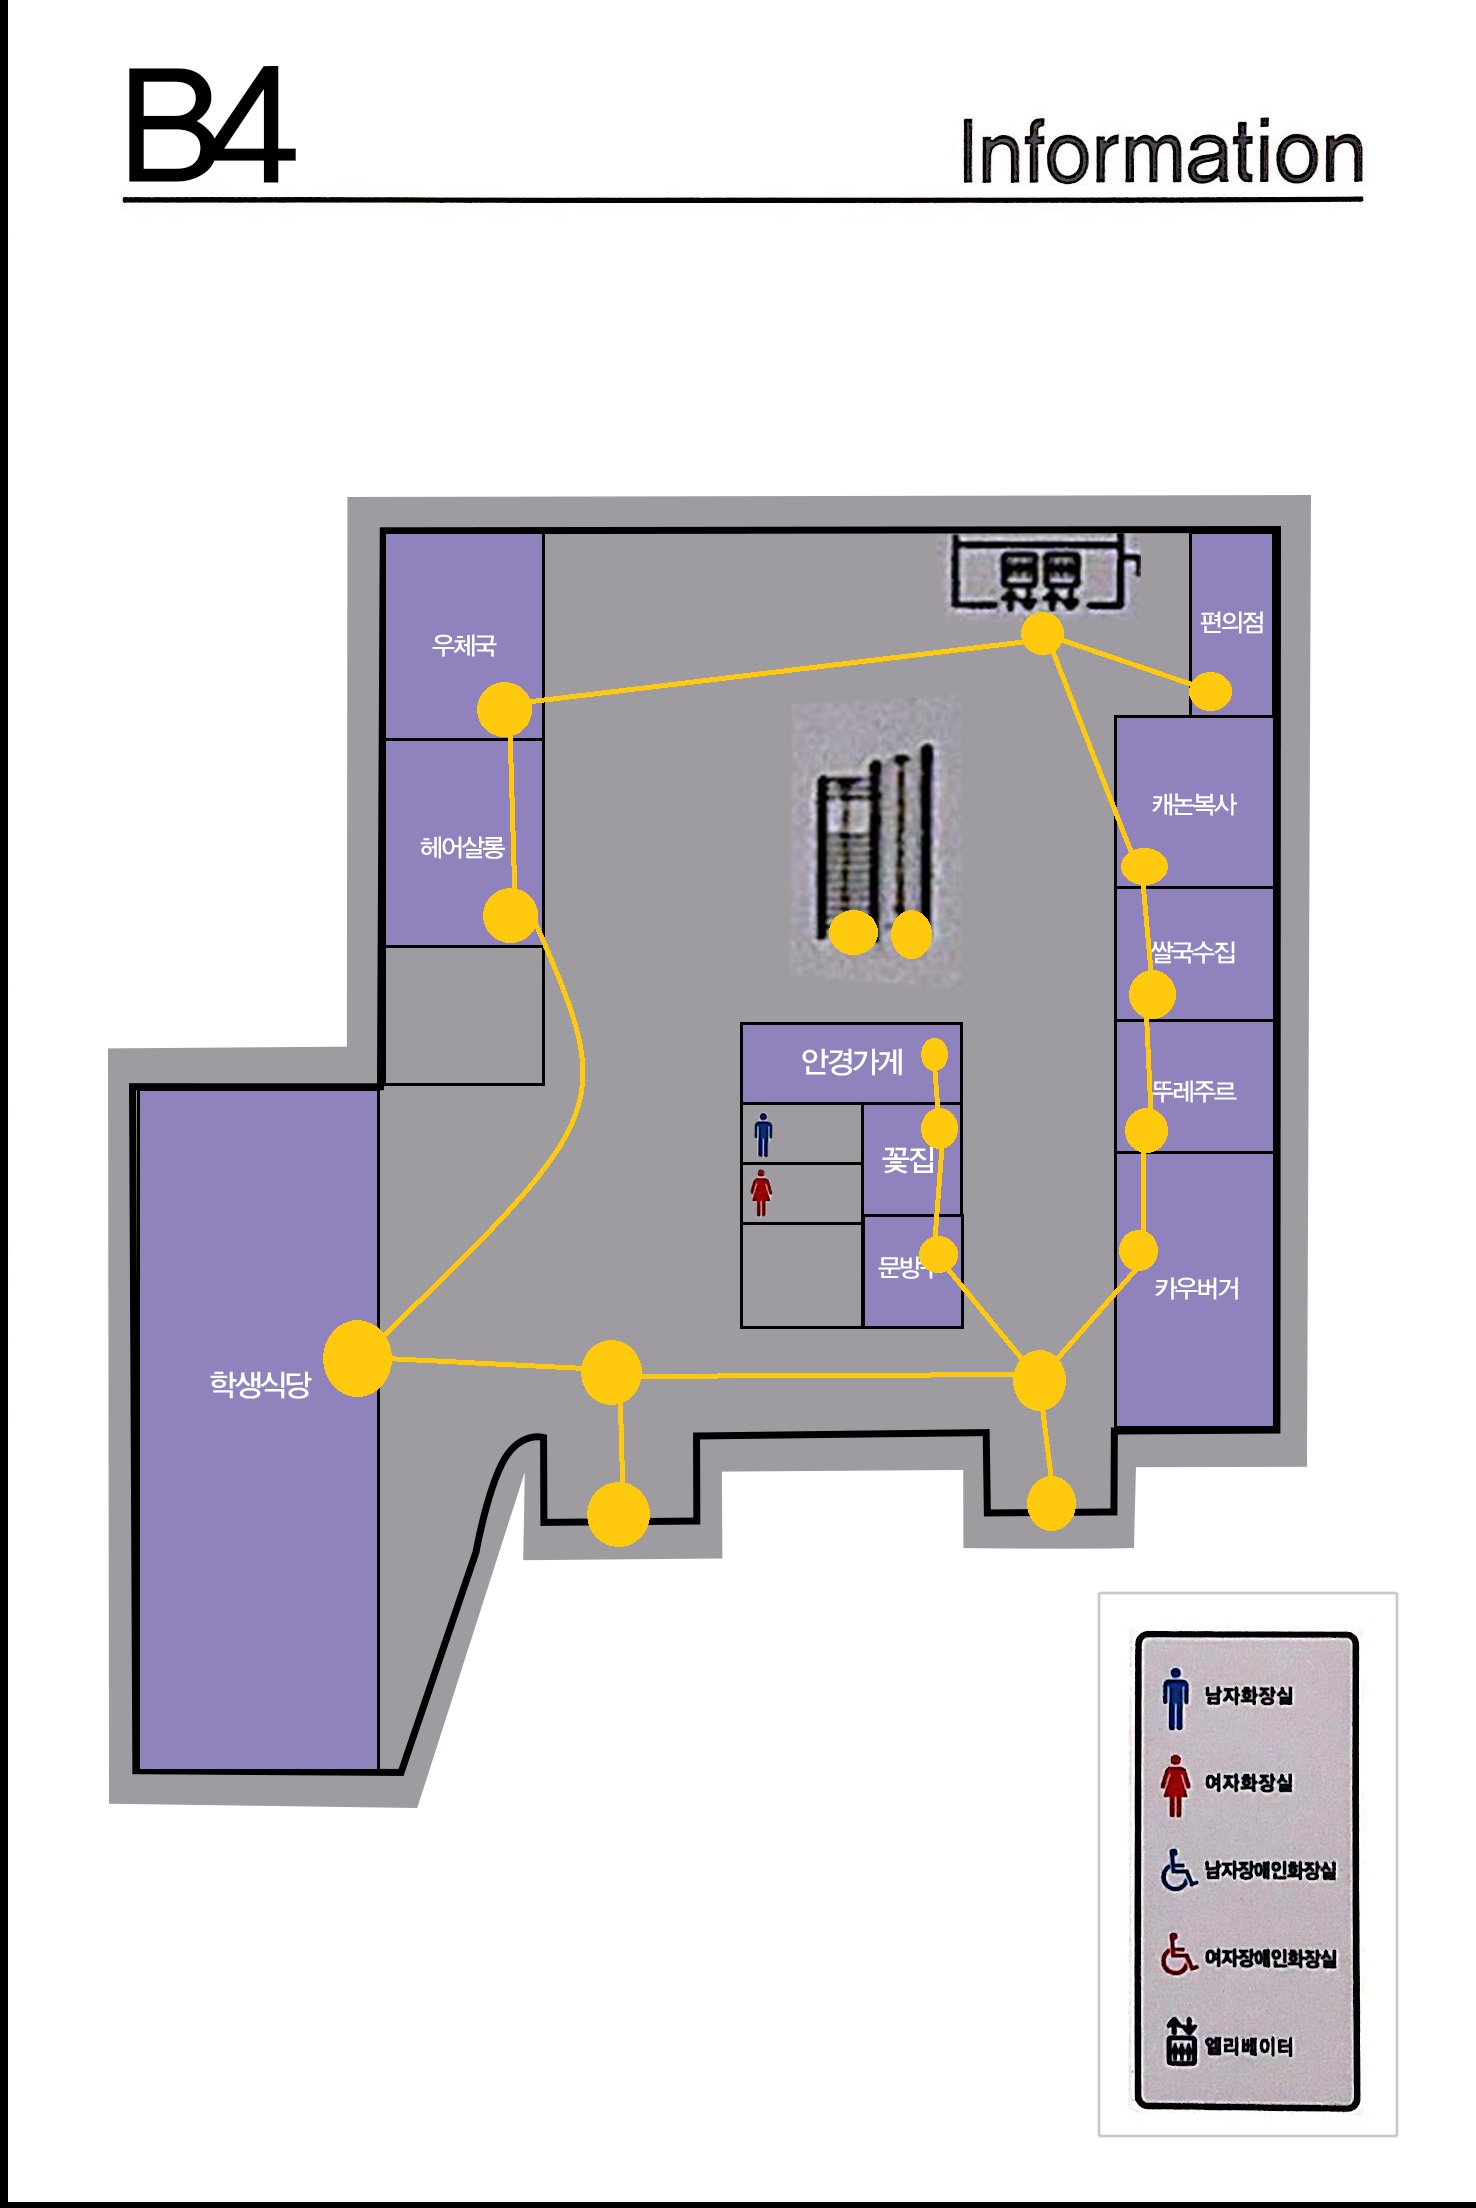 B4
Information
우체국
편의점
캐논복사
헤어살롱
쌀국수집
안경가게
뚜레주르
꽃집
카우버거
학생식당
남자화장실
여자화장실
남자장애인화장실
여자장애인화장실
엘리베이터